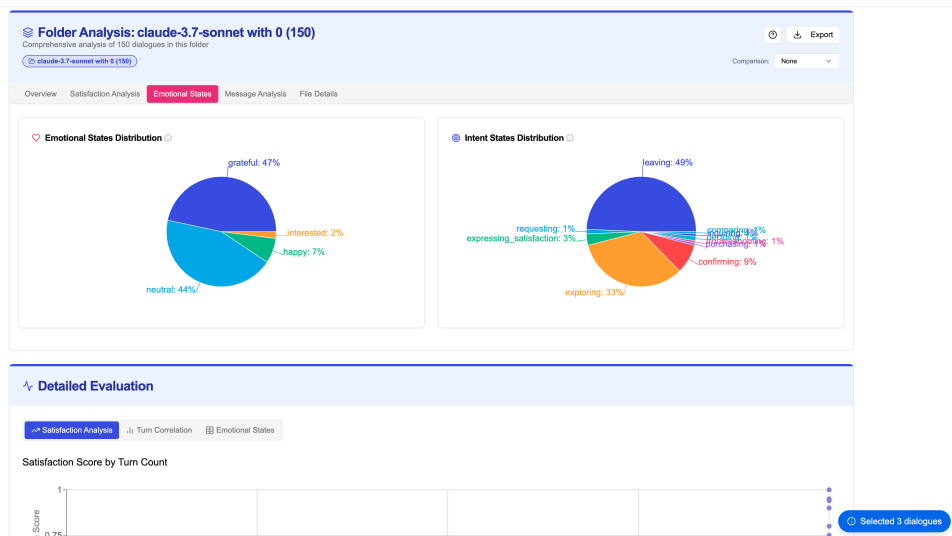 Folder Analysis: claude-3.7-sonnet with 0 (150)
Comprehensive analysis of 150 dialogues in this folder
claude-3.7-sonnet with 0 (150)
Export
Comparison:
None
Overview
Satisfaction Analysis
Emotional States
Message Analysis
File Details
Emotional States Distribution
grateful: 47%
interested: 2%
happy: 7%
neutral: 44%
Intent States Distribution
leaving: 49%
requesting: 1%
expressing_satisfaction: 3%
comparing: 1%
purchasing: 1%
confirming: 9%
exploring: 33%
Detailed Evaluation
Satisfaction Analysis
Turn Correlation
Emotional States
Satisfaction Score by Turn Count
1
0.75
Score
Selected 3 dialogues